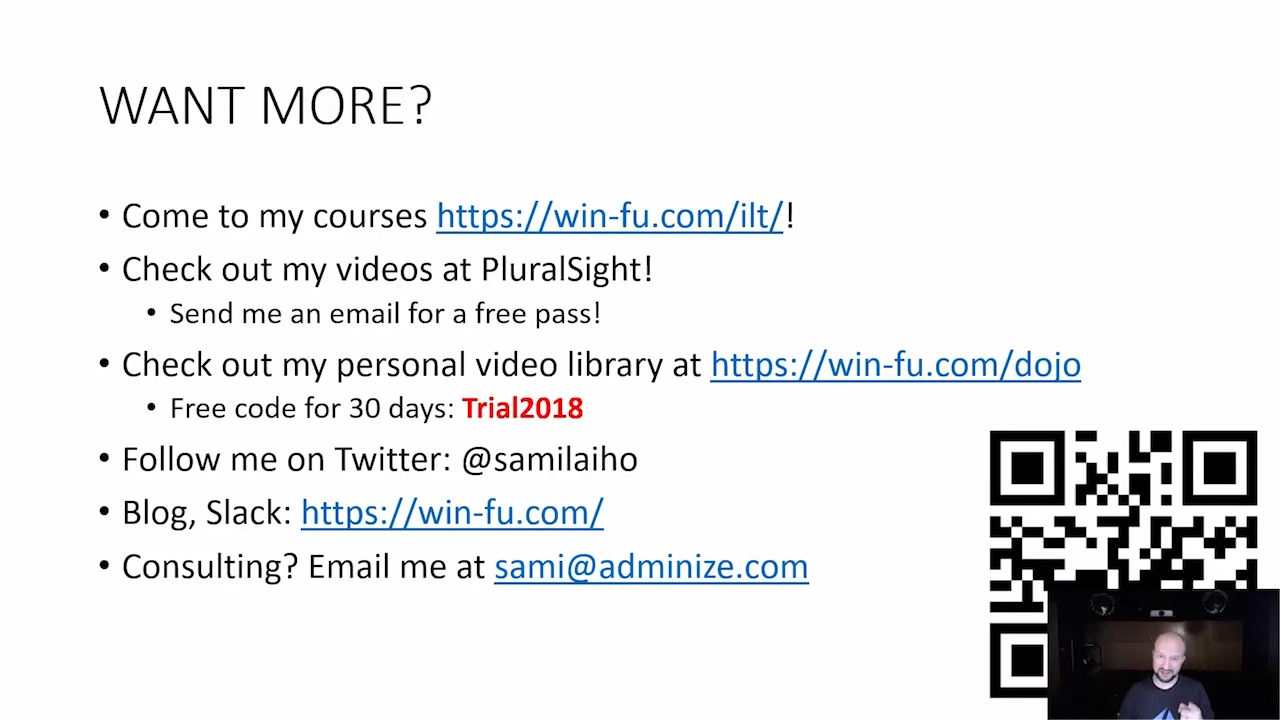 WANT MORE?
• Come to my courses https://win-fu.com/ilt/!
• Check out my videos at PluralSight!
• Send me an email for a free pass!
• Check out my personal video library at https://win-fu.com/dojo
• Free code for 30 days: Trial2018
• Follow me on Twitter: @samilaiho
• Blog, Slack: https://win-fu.com/
• Consulting? Email me at sami@adminize.com